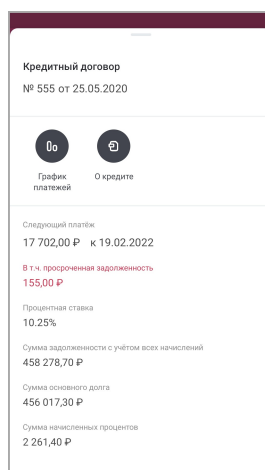 Кредитный договор
№ 555 от 25.05.2020
График
платежей
О кредите
Следующий платёж
17 702,00 ₽ к 19.02.2022
В т.ч. просроченная задолженность
155,00 ₽
Процентная ставка
10.25%
Сумма задолженности с учётом всех начислений
458 278,70 ₽
Сумма основного долга
456 017,30 ₽
Сумма начисленных процентов
2 261,40 ₽